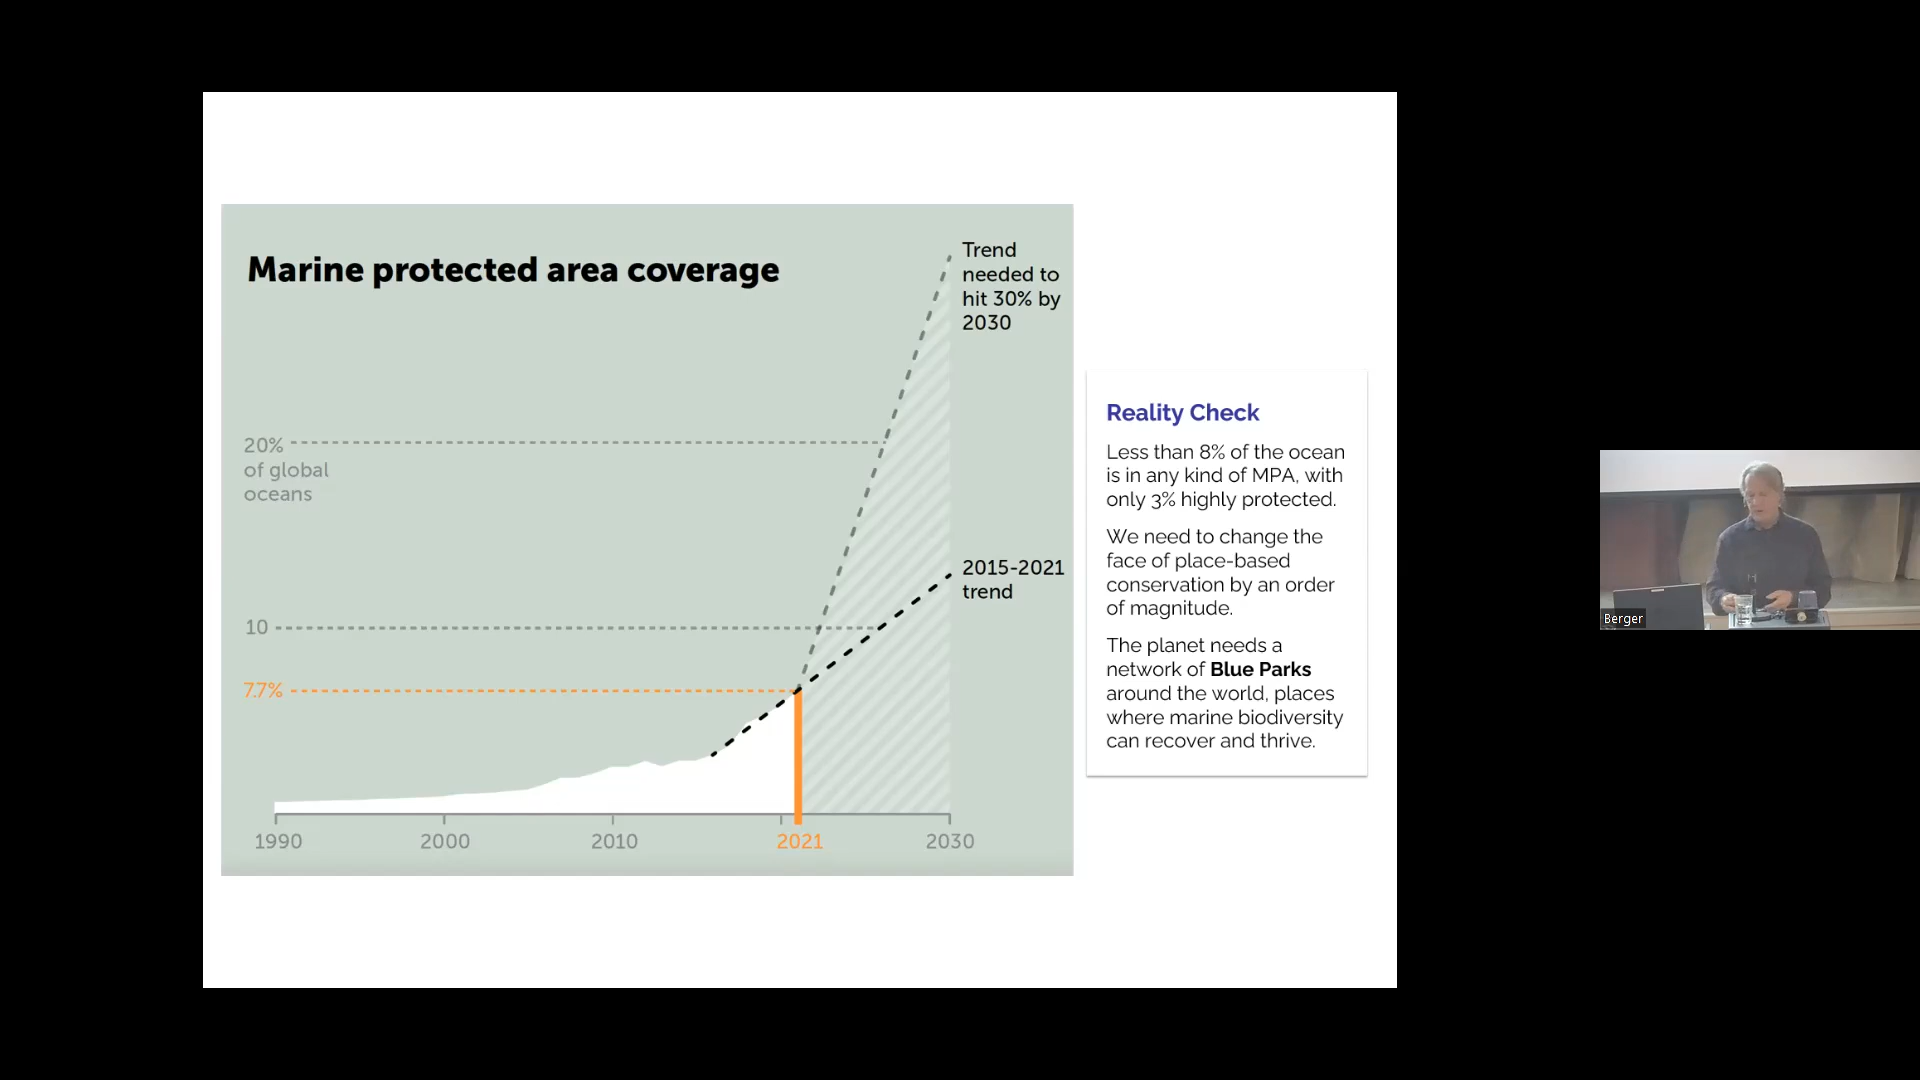 Marine protected area coverage
Trend
needed to
hit 30% by
2030
20%
of global
oceans
2015-2021
trend
10
7.7%
1990
2000
2010
2021
2030
Reality Check
Less than 8% of the ocean
is in any kind of MPA, with
only 3% highly protected.
We need to change the
face of place-based
conservation by an order
of magnitude.
The planet needs a
network of Blue Parks
around the world, places
where marine biodiversity
can recover and thrive.
Berger